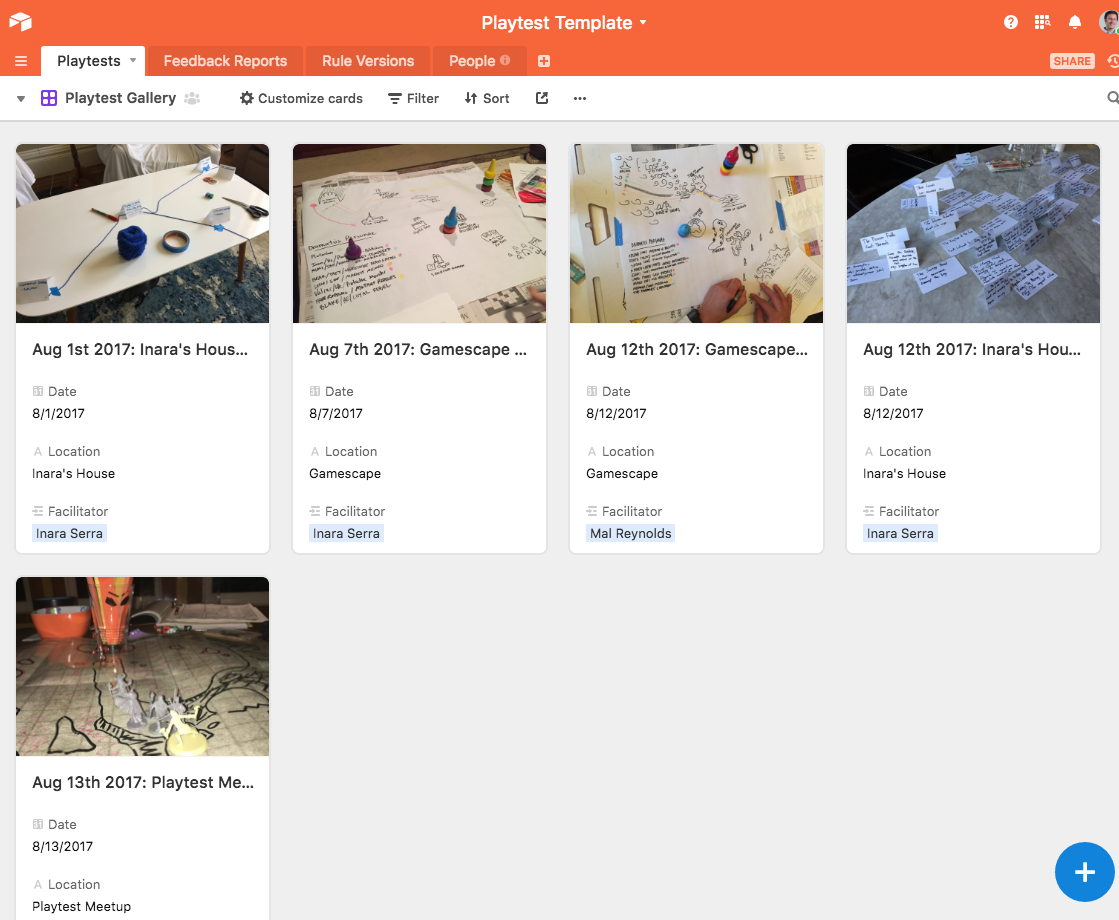 Playtest Template
Playtests
Feedback Reports
Rule Versions
People
SHARE
Playtest Gallery
Customize cards
Filter
Sort
Aug 1st 2017: Inara's Hous...
Date
8/1/2017
Location
Inara's House
Facilitator
Inara Serra
Aug 7th 2017: Gamescape ...
Date
8/7/2017
Location
Gamescape
Facilitator
Inara Serra
Aug 12th 2017: Gamescape...
Date
8/12/2017
Location
Gamescape
Facilitator
Mal Reynolds
Aug 12th 2017: Inara's Hou...
Date
8/12/2017
Location
Inara's House
Facilitator
Inara Serra
Aug 13th 2017: Playtest Me...
Date
8/13/2017
Location
Playtest Meetup